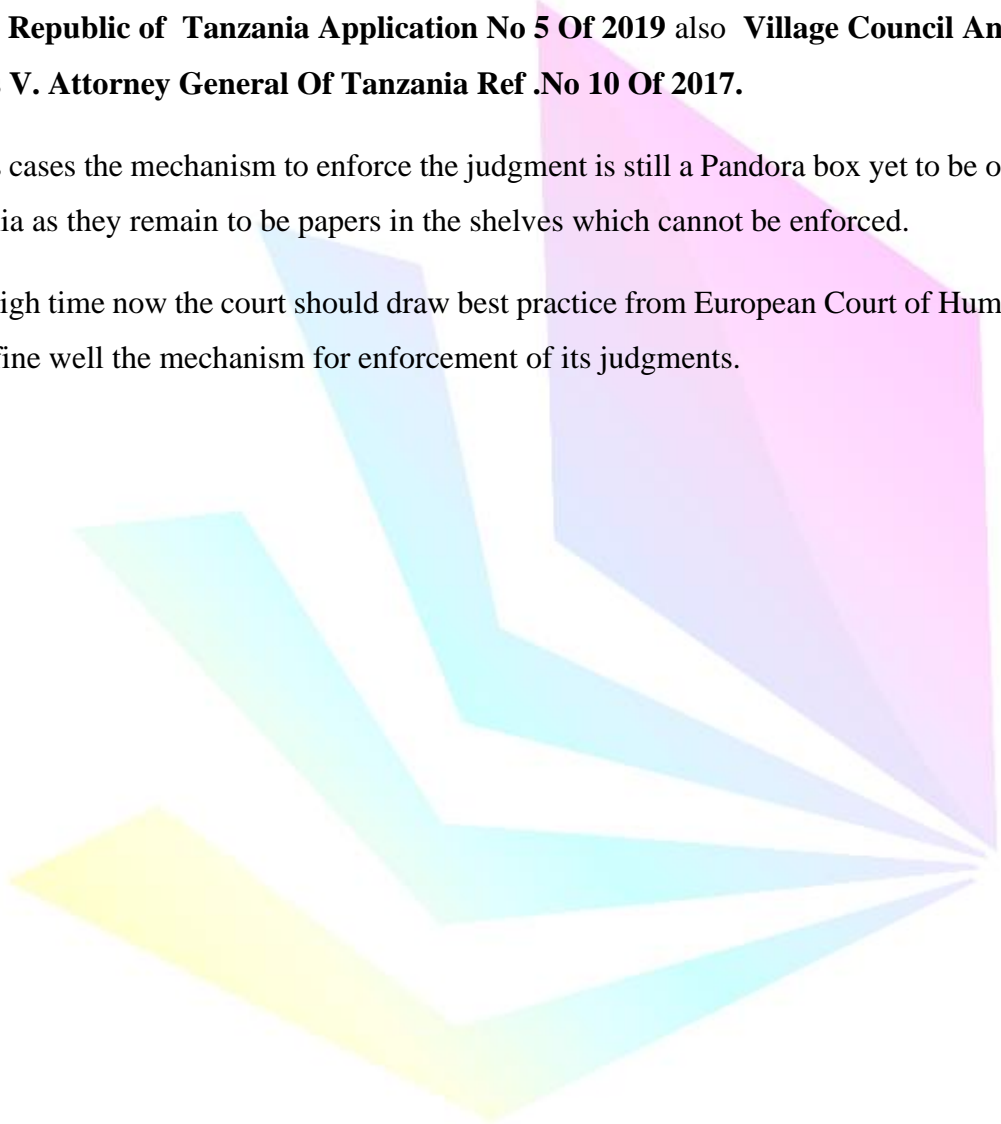 Republic of Tanzania Application No 5 Of 2019 also Village Council An
V. Attorney General Of Tanzania Ref .No 10 Of 2017.
cases the mechanism to enforce the judgment is still a Pandora box yet to be o
as they remain to be papers in the shelves which cannot be enforced.
time now the court should draw best practice from European Court of Hum
well the mechanism for enforcement of its judgments.